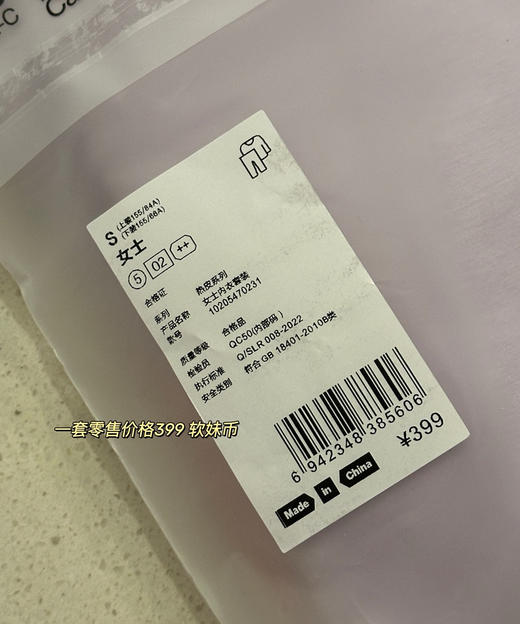 S (上装155/84A)
(下装155/66A)
女士
5 02 ++
合格证
系列 热皮系列
产品名称 女士内衣套装
款号 10205470231
质量等级 合格品
检验员 QC50(内部码)
执行标准 Q/SLR 008-2022
安全类别 符合GB 18401-2010B类
6 942348 385606
¥399
Made in China
一套零售价格399 软妹币